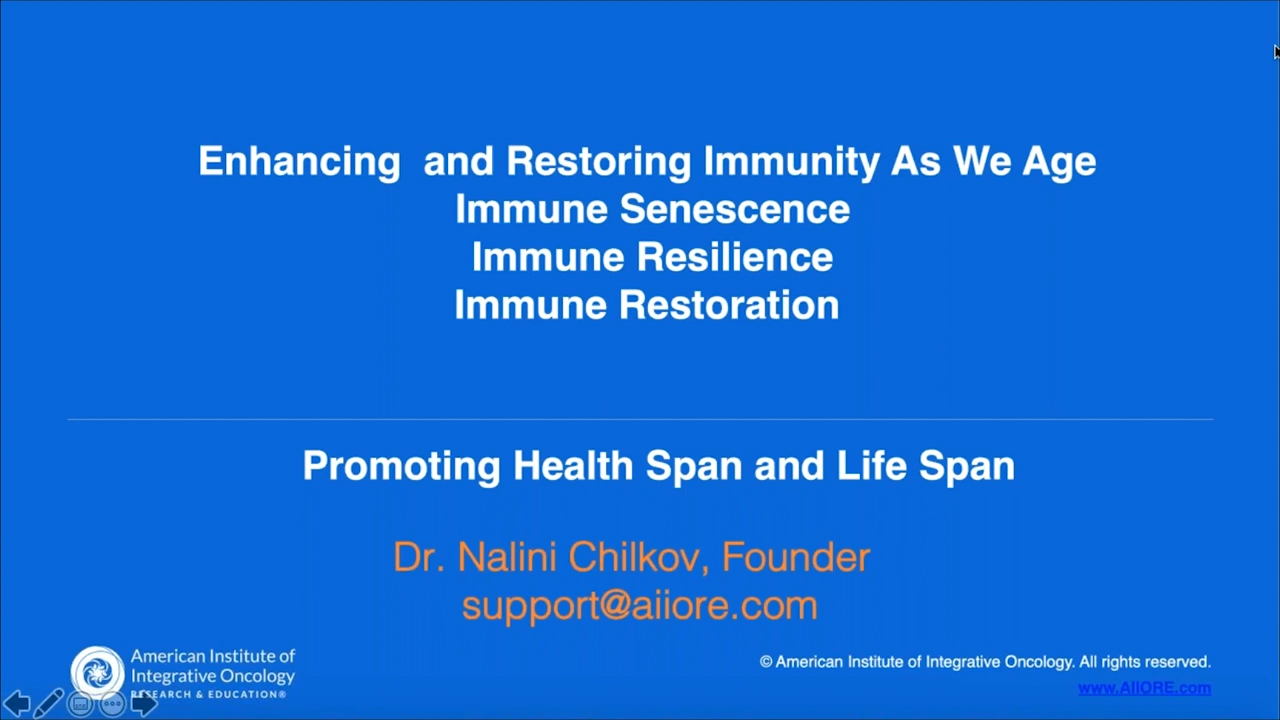 Enhancing  and Restoring Immunity As We Age
Immune Senescence
Immune Resilience
Immune Restoration
Promoting Health Span and Life Span
Dr. Nalini Chilkov, Founder
support@aiiore.com
American Institute of
Integrative Oncology
RESEARCH & EDUCATION®
© American Institute of Integrative Oncology. All rights reserved.
www.AIIORE.com